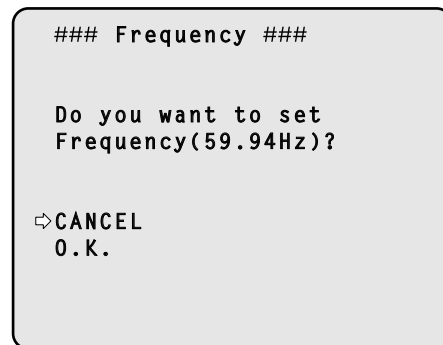 ### Frequency ###
Do you want to set
Frequency(59.94Hz)?
⇨CANCEL
O.K.